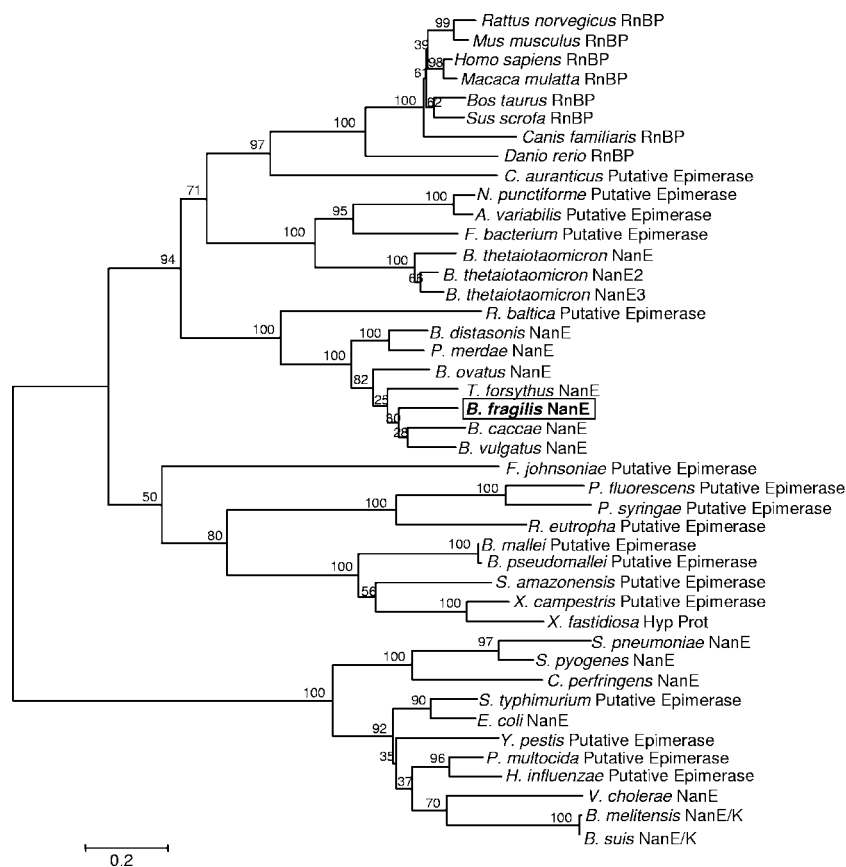 99
Rattus norvegicus RnBP
39
Mus musculus RnBP
98
Homo sapiens RnBP
61
Macaca mulatta RnBP
100
62
Bos taurus RnBP
Sus scrofa RnBP
100
Canis familiaris RnBP
97
Danio rerio RnBP
C. auranticus Putative Epimerase
71
100
N. punctiforme Putative Epimerase
95
A. variabilis Putative Epimerase
100
F. bacterium Putative Epimerase
94
100
B. thetaiotaomicron NanE
66
B. thetaiotaomicron NanE2
B. thetaiotaomicron NanE3
R. baltica Putative Epimerase
100
100
B. distasonis NanE
100
P. merdae NanE
82
B. ovatus NanE
25
T. forsythus NanE
80
B. fragilis NanE
28
B. caccae NanE
B. vulgatus NanE
F. johnsoniae Putative Epimerase
50
100
P. fluorescens Putative Epimerase
100
P. syringae Putative Epimerase
80
R. eutropha Putative Epimerase
100
B. mallei Putative Epimerase
100
B. pseudomallei Putative Epimerase
56
S. amazonensis Putative Epimerase
100
X. campestris Putative Epimerase
X. fastidiosa Hyp Prot
97
S. pneumoniae NanE
100
S. pyogenes NanE
C. perfringens NanE
100
90
S. typhimurium Putative Epimerase
92
E. coli NanE
35
Y. pestis Putative Epimerase
96
P. multocida Putative Epimerase
37
H. influenzae Putative Epimerase
70
V. cholerae NanE
100
B. melitensis NanE/K
B. suis NanE/K
0.2